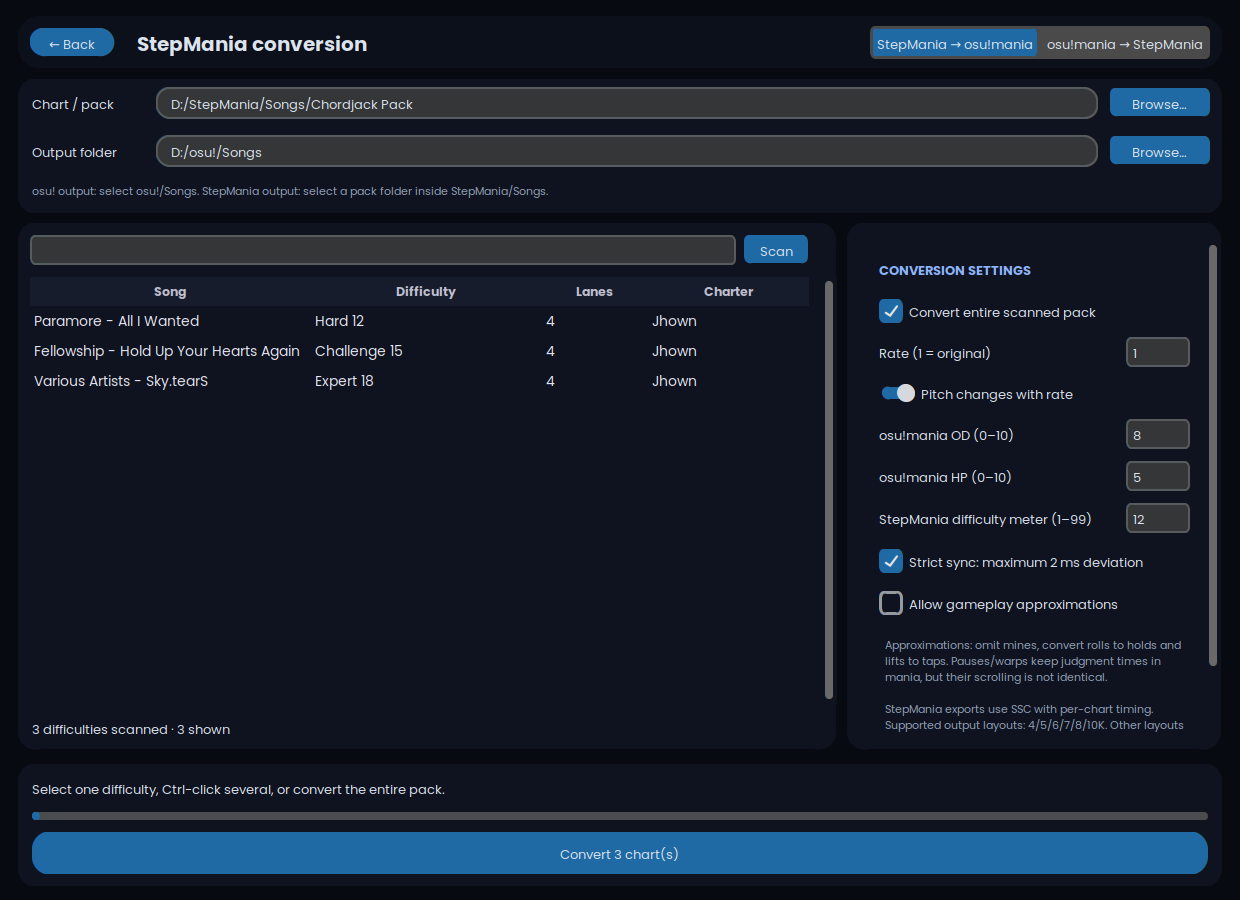 ← Back
StepMania conversion
StepMania → osu!mania
osu!mania → StepMania
Chart / pack
D:/StepMania/Songs/Chordjack Pack
Browse…
Output folder
D:/osu!/Songs
Browse…
osu! output: select osu!/Songs. StepMania output: select a pack folder inside StepMania/Songs.
Scan
Song Difficulty Lanes Charter
Paramore - All I Wanted Hard 12 4 Jhown
Fellowship - Hold Up Your Hearts Again Challenge 15 4 Jhown
Various Artists - Sky.tearS Expert 18 4 Jhown
3 difficulties scanned · 3 shown
CONVERSION SETTINGS
Convert entire scanned pack
Rate (1 = original) 1
Pitch changes with rate
osu!mania OD (0–10) 8
osu!mania HP (0–10) 5
StepMania difficulty meter (1–99) 12
Strict sync: maximum 2 ms deviation
Allow gameplay approximations
Approximations: omit mines, convert rolls to holds and
lifts to taps. Pauses/warps keep judgment times in
mania, but their scrolling is not identical.
StepMania exports use SSC with per-chart timing.
Supported output layouts: 4/5/6/7/8/10K. Other layouts
Select one difficulty, Ctrl-click several, or convert the entire pack.
Convert 3 chart(s)